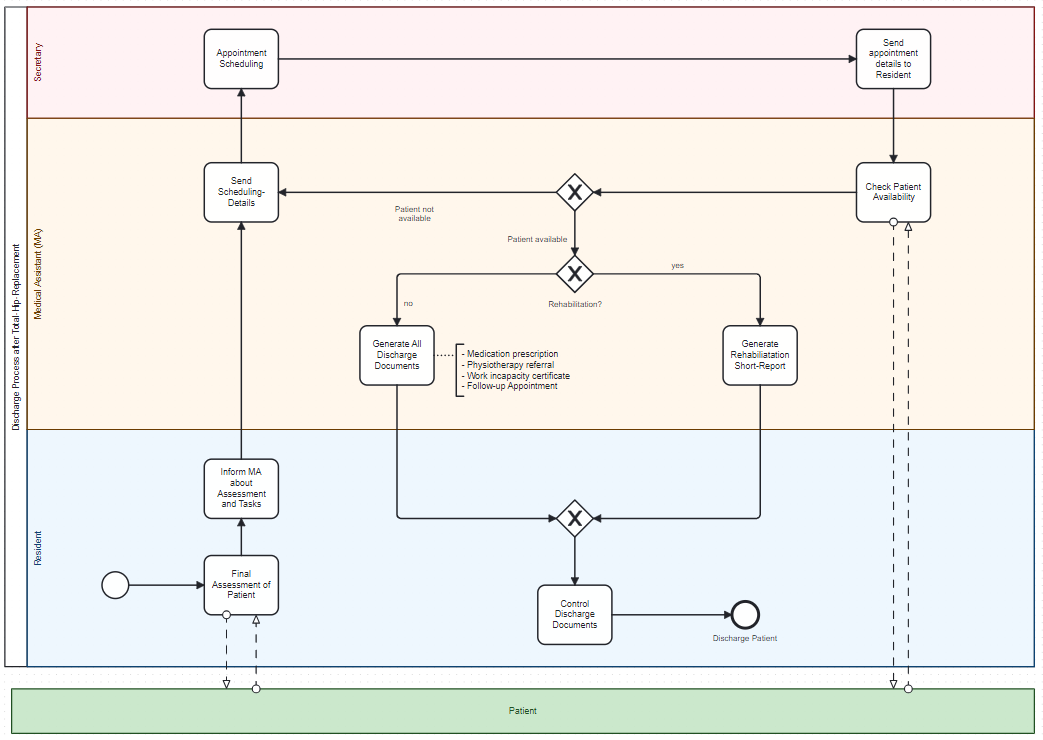 Discharge Process after Total-Hip-Replacement
Secretary
Appointment
Scheduling
Send
appointment
details to
Resident
Medical Assistant (MA)
Send
Scheduling-
Details
Patient not
available
Check Patient
Availability
Patient available
Rehabilitation?
no
yes
Generate All
Discharge
Documents
- Medication prescription
- Physiotherapy referral
- Work incapacity certificate
- Follow-up Appointment
Generate
Rehabiliatation
Short-Report
Resident
Inform MA
about
Assessment
and Tasks
Final
Assessment of
Patient
Control
Discharge
Documents
Discharge Patient
Patient